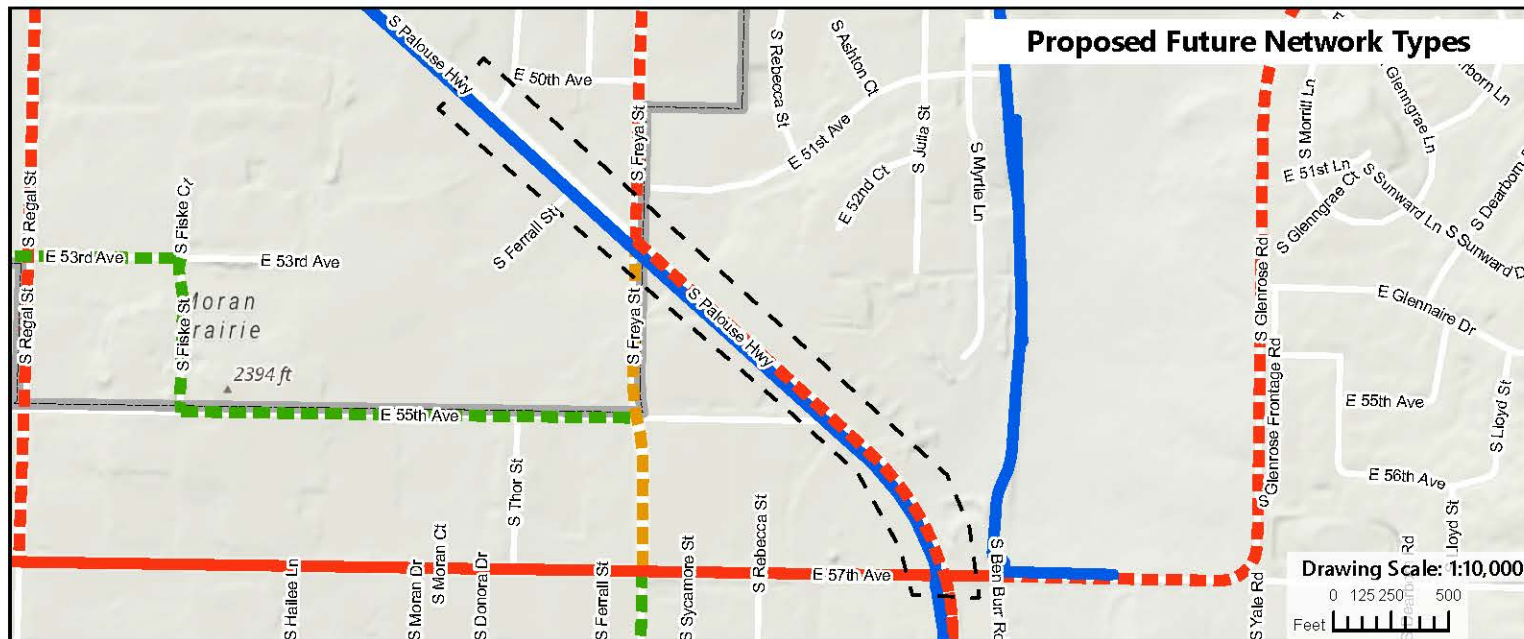 Proposed Future Network Types
S Palouse Hwy
E 50th Ave
S Freya St
S Rebecca St
S Ashton Ct
E 51st Ave
S Julia St
E 52nd Ct
S Myrtle Ln
S Morrill Ln
E Glenngrae Ln
E 51st Ln
S Glenngrae Ct
S Sunward Ln
S Sunward D
S Dearborn S
S Regal St
E 53rd Ave
S Fiske Ct
E 53rd Ave
S Ferrall St
S Regal St
S Fiske St
Moran
rairie
2394 ft
S Freya St
S Palouse Hwy
S Glenrose Rd
E Glennaire Dr
S Glenrose Frontage Rd
E 55th Ave
E 55th Ave
S Lloyd St
E 56th Ave
S Thor St
S Moran Ct
S Hailee Ln
S Moran Dr
S Donora Dr
S Ferrall St
S Sycamore St
S Rebecca St
E 57th Ave
S Ben Burr Rd
S Yale Rd
Lloyd St
Drawing Scale: 1:10,000
0 125 250 500
Feet